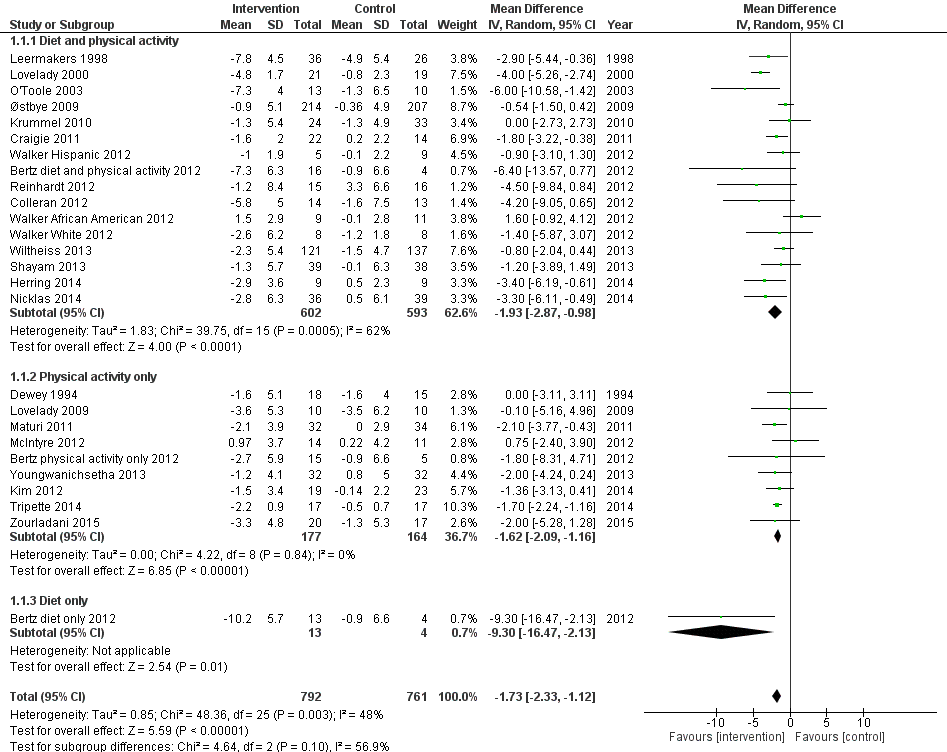 Intervention Control Mean Difference Mean Difference
Study or Subgroup Mean SD Total Mean SD Total Weight IV, Random, 95% CI Year IV, Random, 95% CI
1.1.1 Diet and physical activity
Leermakers 1998 -7.8 4.5 36 -4.9 5.4 26 3.8% -2.90 [-5.44, -0.36] 1998
Lovelady 2000 -4.8 1.7 21 -0.8 2.3 19 8.0% -4.00 [-5.26, -2.74] 2000
O'Toole 2003 -7.3 4 13 -1.3 6.5 10 1.6% -6.00 [-10.58, -1.42] 2003
Østbye 2009 -0.9 5.1 214 -0.36 4.9 207 9.5% -0.54 [-1.50, 0.42] 2009
Krummel 2010 -1.3 5.4 24 -1.3 4.9 33 3.5% 0.00 [-2.73, 2.73] 2010
Craigie 2011 -1.6 2 22 0.2 2.2 14 7.3% -1.80 [-3.22, -0.38] 2011
Walker Hispanic 2012 -1 1.9 5 -0.1 2.2 9 4.7% -0.90 [-3.10, 1.30] 2012
Bertz diet and physical activity 2012 -7.3 6.3 16 -0.9 6.6 4 0.7% -6.40 [-13.57, 0.77] 2012
Reinhardt 2012 -1.2 8.4 15 3.3 6.6 16 1.2% -4.50 [-9.84, 0.84] 2012
Colleran 2012 -5.8 5 14 -1.6 7.5 13 1.4% -4.20 [-9.05, 0.65] 2012
Walker African American 2012 1.5 2.9 9 -0.1 2.8 11 3.9% 1.60 [-0.92, 4.12] 2012
Walker White 2012 -2.6 6.2 8 -1.2 1.8 8 1.6% -1.40 [-5.87, 3.07] 2012
Wiltheiss 2013 -2.3 5.4 121 -1.5 4.7 137 8.1% -0.80 [-2.04, 0.44] 2013
Shayam 2013 -1.3 5.7 39 -0.1 6.3 38 3.5% -1.20 [-3.89, 1.49] 2013
Herring 2014 -2.9 3.6 9 0.5 2.3 9 3.4% -3.40 [-6.19, -0.61] 2014
Nicklas 2014 -2.8 6.3 36 0.5 6.1 39 3.3% -3.30 [-6.11, -0.49] 2014
Subtotal (95% CI) 602 593 62.6% -1.93 [-2.87, -0.98]
Heterogeneity: Tau² = 1.83; Chi² = 39.75, df = 15 (P = 0.0005); I² = 62%
Test for overall effect: Z = 4.00 (P < 0.0001)
1.1.2 Physical activity only
Dewey 1994 -1.6 5.1 18 -1.6 4 15 2.8% 0.00 [-3.11, 3.11] 1994
Lovelady 2009 -3.6 5.3 10 -3.5 6.2 10 1.3% -0.10 [-5.16, 4.96] 2009
Maturi 2011 -2.1 3.9 32 0 2.9 34 6.3% -2.10 [-3.77, -0.43] 2011
McIntyre 2012 0.97 3.7 14 0.22 4.2 11 2.8% 0.75 [-2.40, 3.90] 2012
Bertz physical activity only 2012 -2.7 5.9 15 -0.9 6.6 5 0.8% -1.80 [-8.31, 4.71] 2012
Youngwanichsetha 2013 -1.2 4.1 32 0.8 5 32 4.4% -2.00 [-4.24, 0.24] 2013
Kim 2012 -1.5 3.4 19 -0.14 2.2 23 5.7% -1.36 [-3.13, 0.41] 2014
Tripette 2014 -2.2 0.9 17 -0.5 0.7 17 10.3% -1.70 [-2.24, -1.16] 2014
Zourladani 2015 -3.3 4.8 20 -1.3 5.3 17 2.6% -2.00 [-5.28, 1.28] 2015
Subtotal (95% CI) 177 164 36.7% -1.62 [-2.09, -1.16]
Heterogeneity: Tau² = 0.00; Chi² = 4.22, df = 8 (P = 0.84); I² = 0%
Test for overall effect: Z = 6.85 (P < 0.00001)
1.1.3 Diet only
Bertz diet only 2012 -10.2 5.7 13 -0.9 6.6 4 0.7% -9.30 [-16.47, -2.13] 2012
Subtotal (95% CI) 13 4 0.7% -9.30 [-16.47, -2.13]
Heterogeneity: Not applicable
Test for overall effect: Z = 2.54 (P = 0.01)
Total (95% CI) 792 761 100.0% -1.73 [-2.33, -1.12]
Heterogeneity: Tau² = 0.85; Chi² = 48.36, df = 25 (P = 0.003); I² = 48%
Test for overall effect: Z = 5.59 (P < 0.00001)
Test for subgroup differences: Chi² = 4.64, df = 2 (P = 0.10), I² = 56.9%
-10 -5 0 5 10
Favours [intervention] Favours [control]